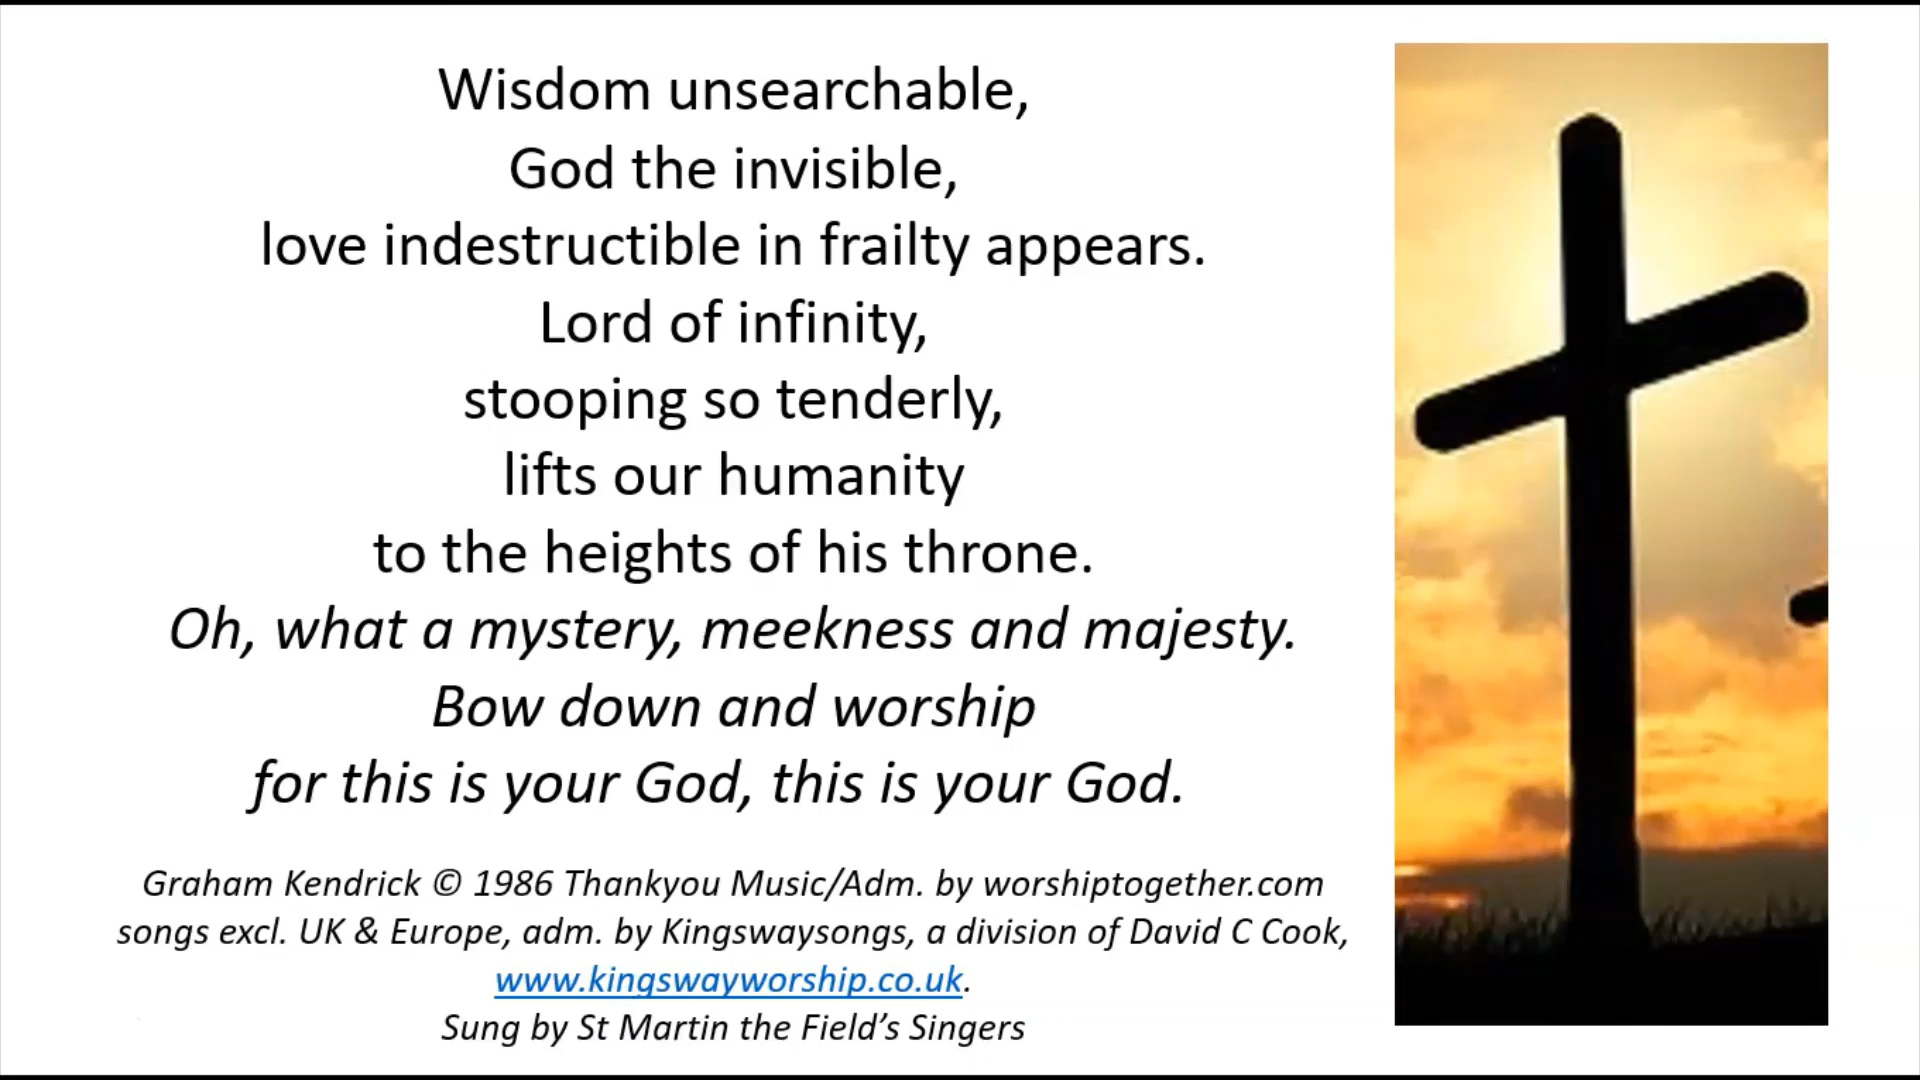 Wisdom unsearchable,
God the invisible,
love indestructible in frailty appears.
Lord of infinity,
stooping so tenderly,
lifts our humanity
to the heights of his throne.
Oh, what a mystery, meekness and majesty.
Bow down and worship
for this is your God, this is your God.
Graham Kendrick © 1986 Thankyou Music/Adm. by worshiptogether.com
songs excl. UK & Europe, adm. by Kingswaysongs, a division of David C Cook,
www.kingswayworship.co.uk.
Sung by St Martin the Field’s Singers